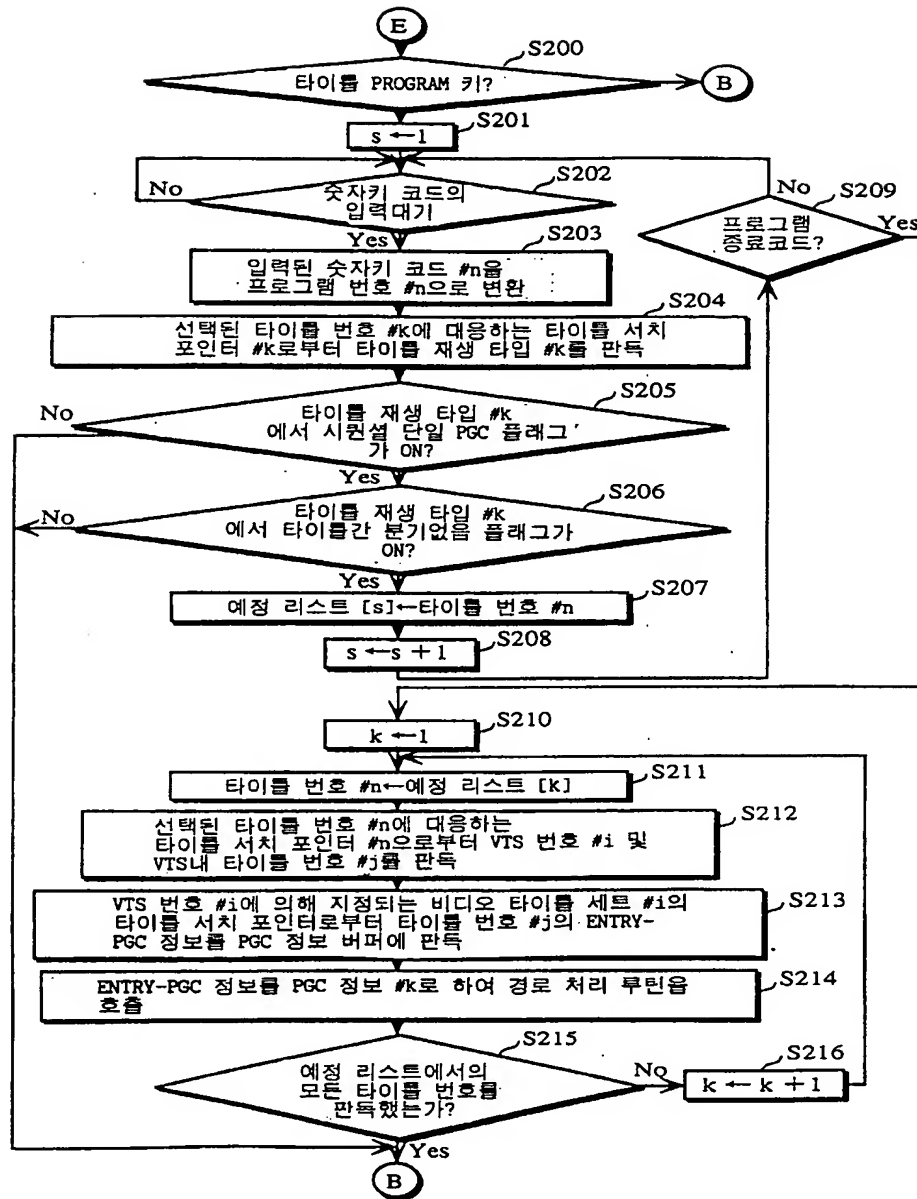 E
S200
타이틀 PROGRAM 키?
B
S201
s ←1
S202
No
숫자키 코드의
입력대기
Yes
No
S209
프로그램
종료코드?
Yes
S203
입력된 숫자키 코드 #n을
프로그램 번호 #n으로 변환
S204
선택된 타이틀 번호 #k에 대응하는 타이틀 서치
포인터 #k로부터 타이틀 재생 타입 #k를 판독
S205
No
타이틀 재생 타입 #k
에서 시퀀셜 단일 PGC 플래그
가 ON?
Yes
S206
No
타이틀 재생 타입 #k
에서 타이틀간 분기없음 플래그가
ON?
Yes
S207
예정 리스트 [s]←타이틀 번호 #n
S208
s ←s + 1
S210
k ←1
S211
타이틀 번호 #n←예정 리스트 [k]
S212
선택된 타이틀 번호 #n에 대응하는
타이틀 서치 포인터 #n으로부터 VTS 번호 #i 및
VTS내 타이틀 번호 #j를 판독
S213
VTS 번호 #i에 의해 지정되는 비디오 타이틀 세트 #i의
타이틀 서치 포인터로부터 타이틀 번호 #j의 ENTRY-
PGC 정보를 PGC 정보 버퍼에 판독
S214
ENTRY-PGC 정보를 PGC 정보 #k로 하여 경로 처리 루틴을
호출
S215
예정 리스트에서의
모든 타이틀 번호를
판독했는가?
No
S216
k ← k + 1
Yes
B